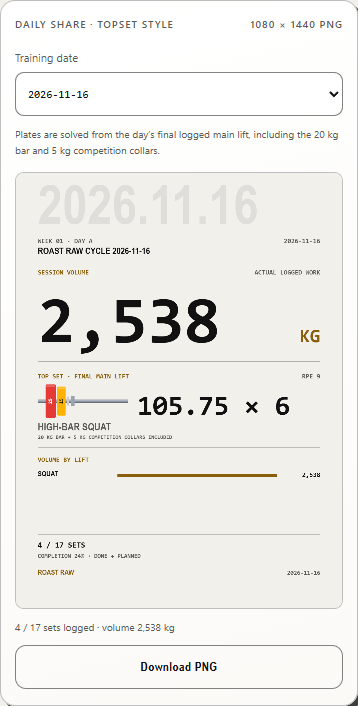 DAILY SHARE · TOPSET STYLE 1080 × 1440 PNG
Training date
2026-11-16
Plates are solved from the day's final logged main lift, including the 20 kg
bar and 5 kg competition collars.
2026.11.16
WEEK 01 · DAY A 2026-11-16
ROAST RAW CYCLE 2026-11-16
SESSION VOLUME ACTUAL LOGGED WORK
2,538 KG
TOP SET · FINAL MAIN LIFT RPE 9
105.75 × 6
HIGH-BAR SQUAT
20 KG BAR + 5 KG COMPETITION COLLARS INCLUDED
VOLUME BY LIFT
SQUAT 2,538
4 / 17 SETS
COMPLETION 24% · DONE + PLANNED
ROAST RAW 2026-11-16
4 / 17 sets logged · volume 2,538 kg
Download PNG